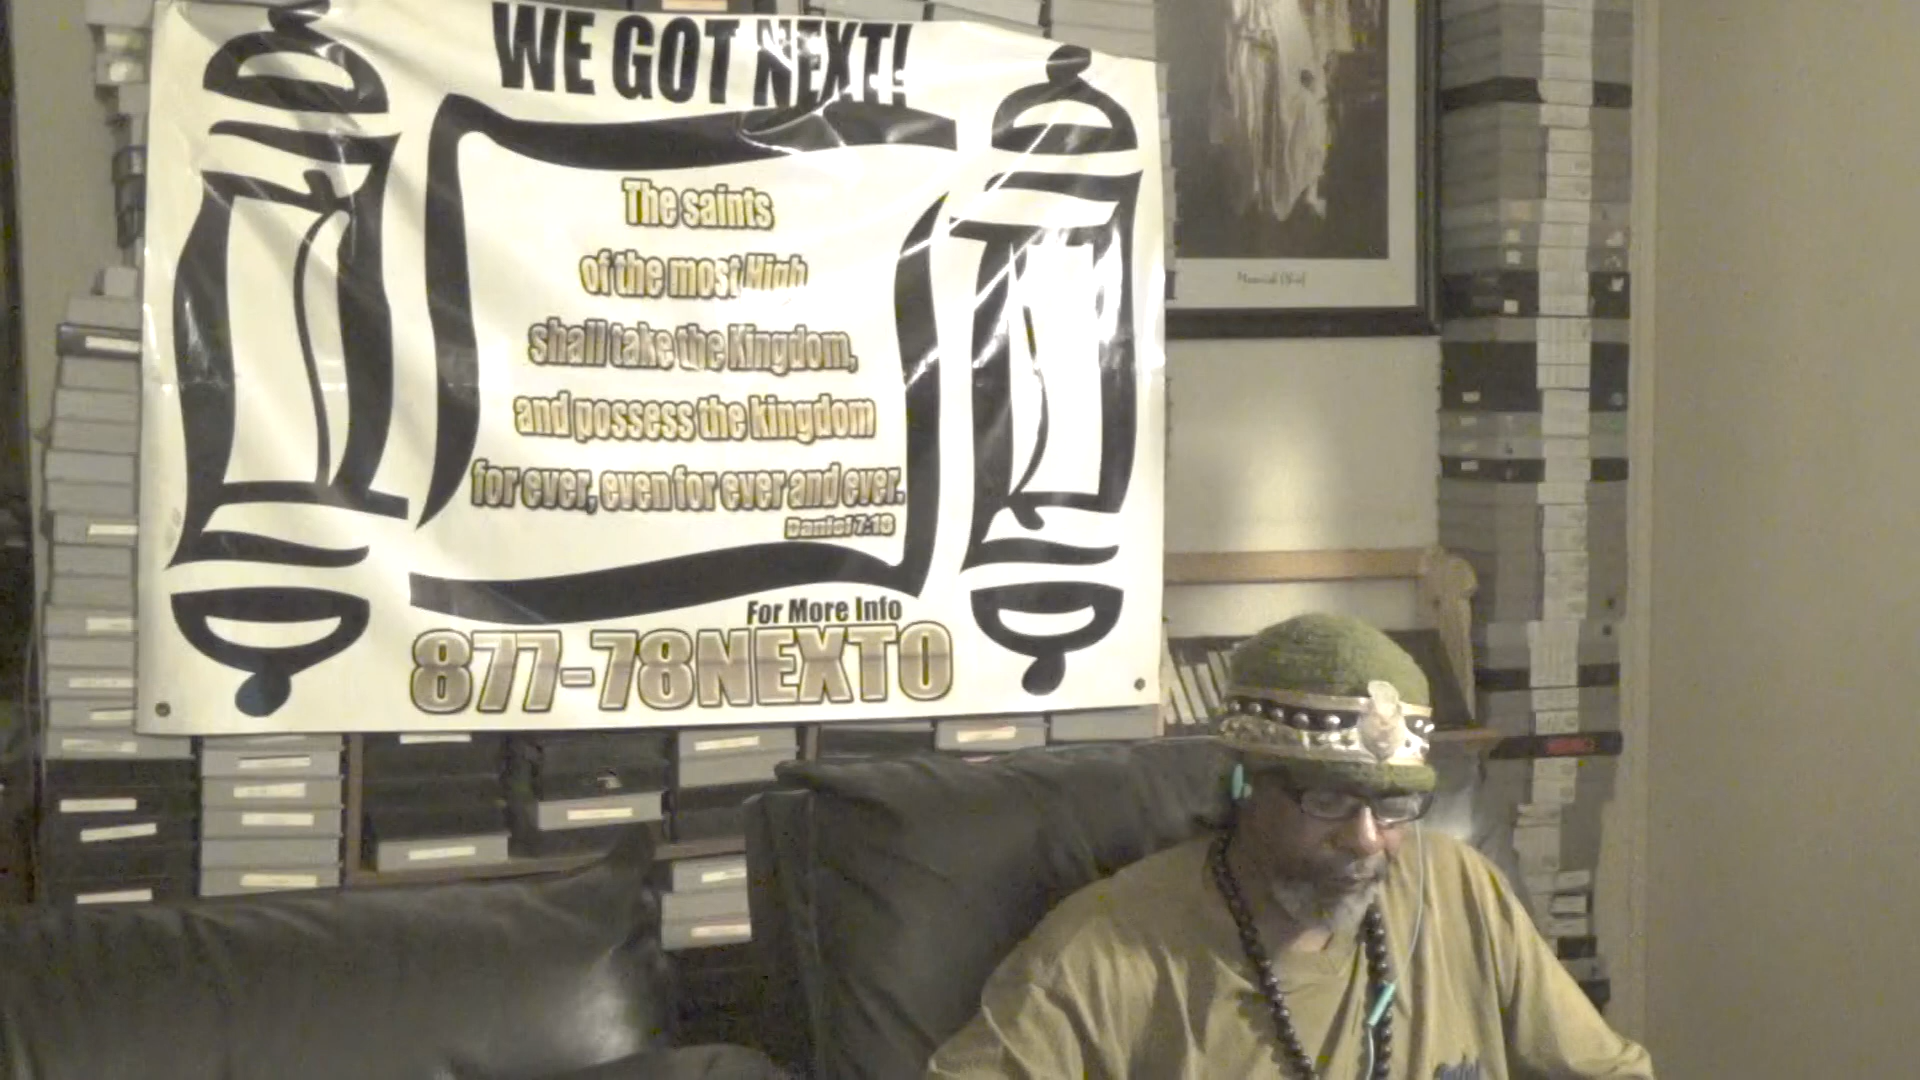 WE GOT NEXT!
The saints
of the most High
shall take the Kingdom,
and possess the kingdom
for ever, even for ever and ever.
Daniel 7:18
For More Info
877-78NEXTO